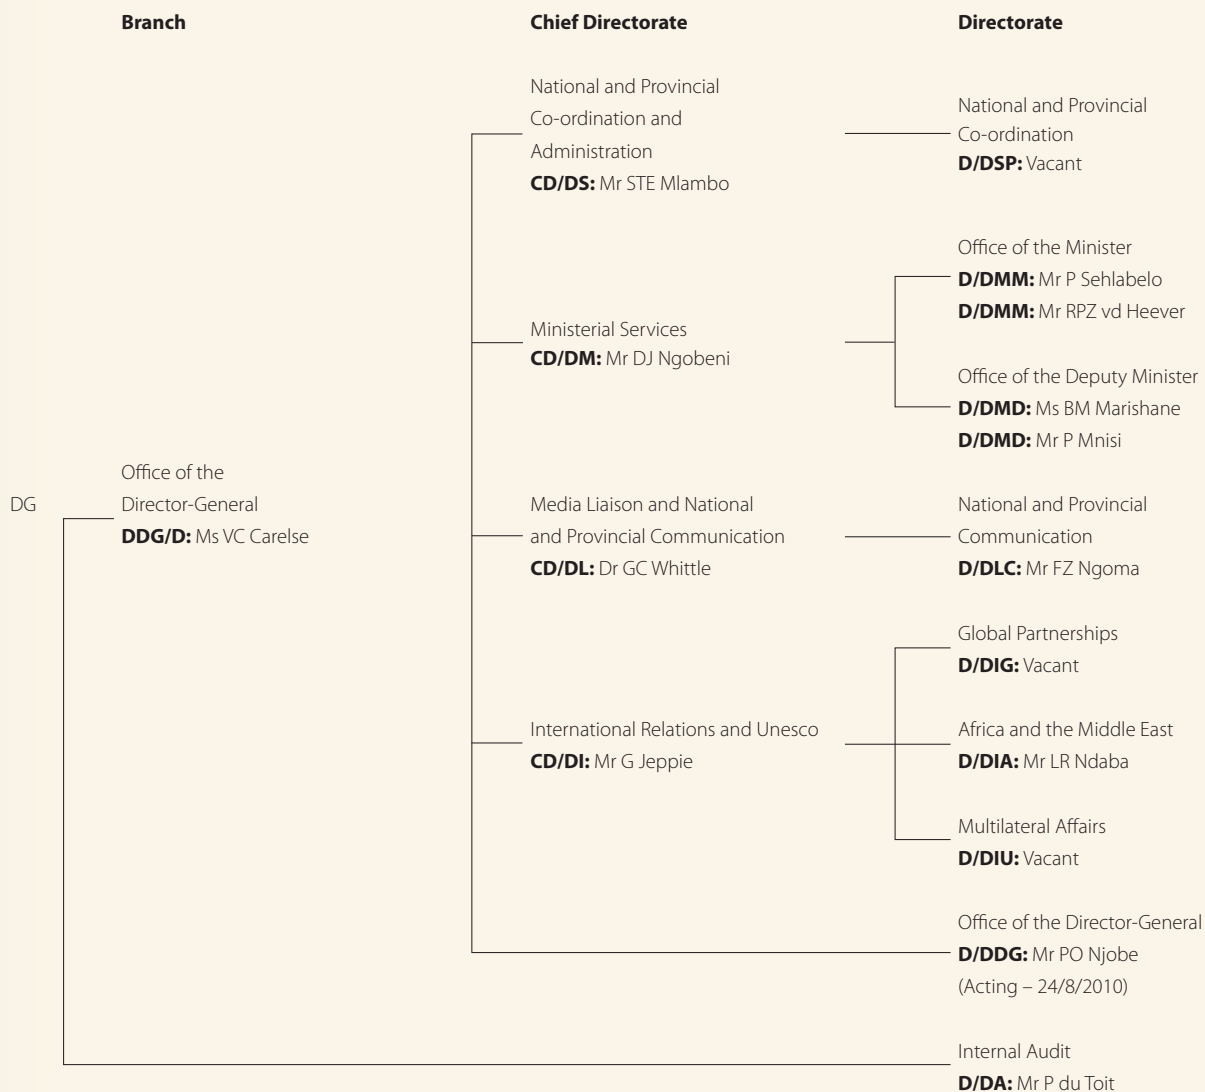 Branch
Chief Directorate
Directorate
National and Provincial
Co-ordination and
Administration
CD/DS: Mr STE Mlambo
National and Provincial
Co-ordination
D/DSP: Vacant
Office of the Minister
D/DMM: Mr P Sehlabelo
D/DMM: Mr RPZ vd Heever
Ministerial Services
CD/DM: Mr DJ Ngobeni
Office of the Deputy Minister
D/DMD: Ms BM Marishane
D/DMD: Mr P Mnisi
DG
Office of the
Director-General
DDG/D: Ms VC Carelse
Media Liaison and National
and Provincial Communication
CD/DL: Dr GC Whittle
National and Provincial
Communication
D/DLC: Mr FZ Ngoma
Global Partnerships
D/DIG: Vacant
International Relations and Unesco
CD/DI: Mr G Jeppie
Africa and the Middle East
D/DIA: Mr LR Ndaba
Multilateral Affairs
D/DIU: Vacant
Office of the Director-General
D/DDG: Mr PO Njobe
(Acting – 24/8/2010)
Internal Audit
D/DA: Mr P du Toit